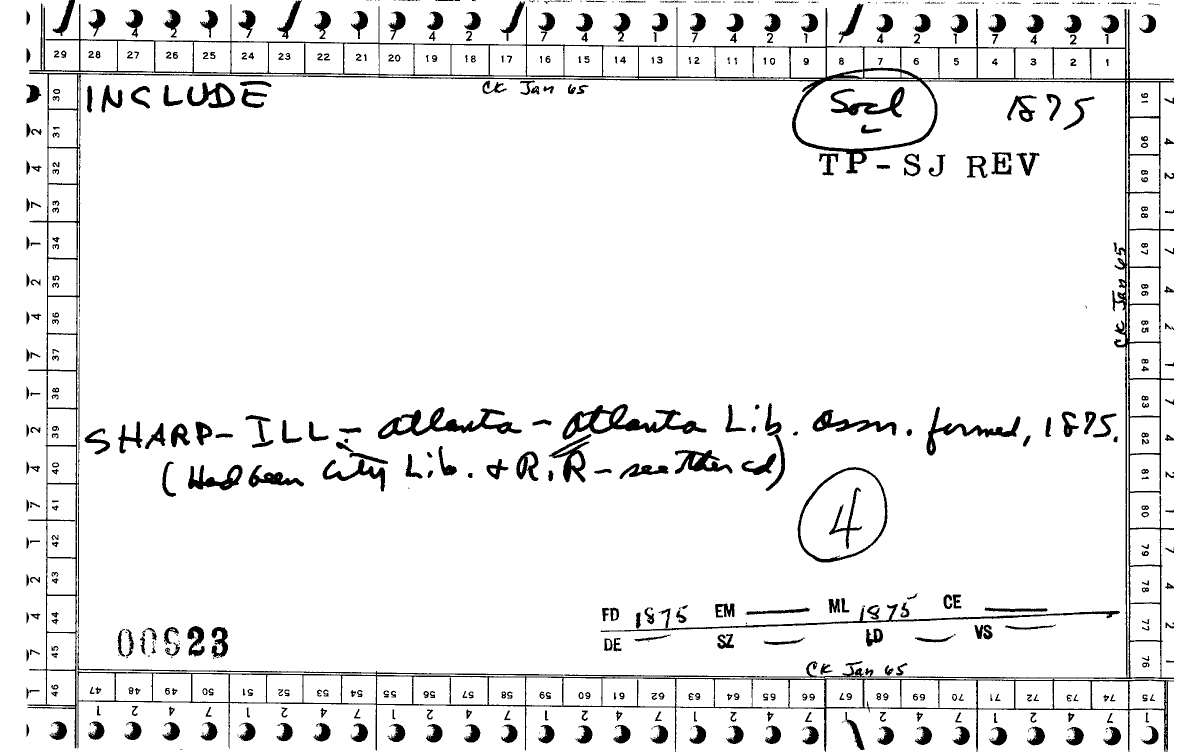 7 4 2 1 7 4 2 1 7 4 2 1 7 4 2 1 7 4 2 1 7 4 2 1 7 4 2 1
29 28 27 26 25 24 23 22 21 20 19 18 17 16 15 14 13 12 11 10 9 8 7 6 5 4 3 2 1
CK Jan 65
INCLUDE
Socl 1875
TP-SJ REV
30 31 32 33 34 35 36 37 38 39 40 41 42 43 44 45 46
91 90 89 88 87 86 85 84 83 82 81 80 79 78 77 76
CK Jan 65
SHARP- ILL - Atlanta - Atlanta Lib. Assn. formed, 1875.
(Had been City Lib. & R.R - see other cd)
4
FD 1875 EM — ML 1875 CE —
DE — SZ — LD — VS —
00923
CK Jan 65
47 48 49 50 51 52 53 54 55 56 57 58 59 60 61 62 63 64 65 66 67 68 69 70 71 72 73 74 75
1 2 4 7 1 2 4 7 1 2 4 7 1 2 4 7 1 2 4 7 1 2 4 7 1 2 4 7